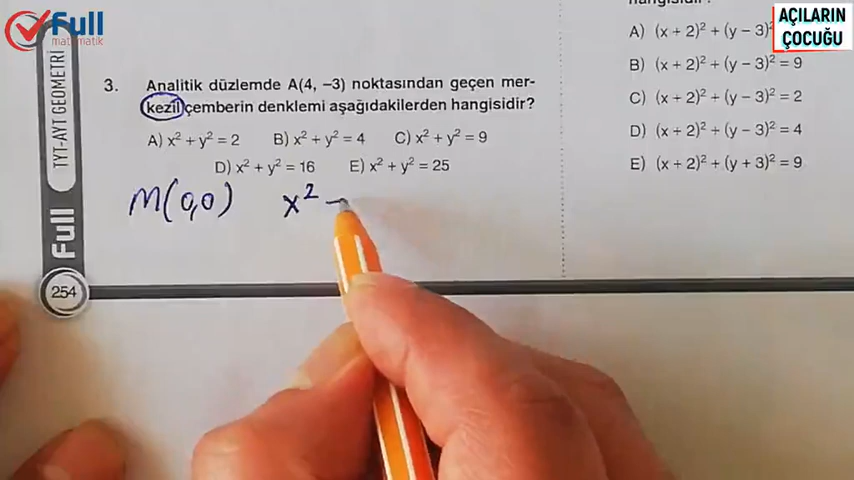 Full
matematik
AÇILARIN
ÇOCUĞU
TYT-AYT GEOMETRİ
Full
254
3. Analitik düzlemde A(4, –3) noktasından geçen mer-
kezil çemberin denklemi aşağıdakilerden hangisidir?
A) x² + y² = 2 B) x² + y² = 4 C) x² + y² = 9
D) x² + y² = 16 E) x² + y² = 25
M(0,0) x²
A) (x + 2)² + (y – 3)²
B) (x + 2)² + (y – 3)² = 9
C) (x + 2)² + (y – 3)² = 2
D) (x + 2)² + (y – 3)² = 4
E) (x + 2)² + (y + 3)² = 9